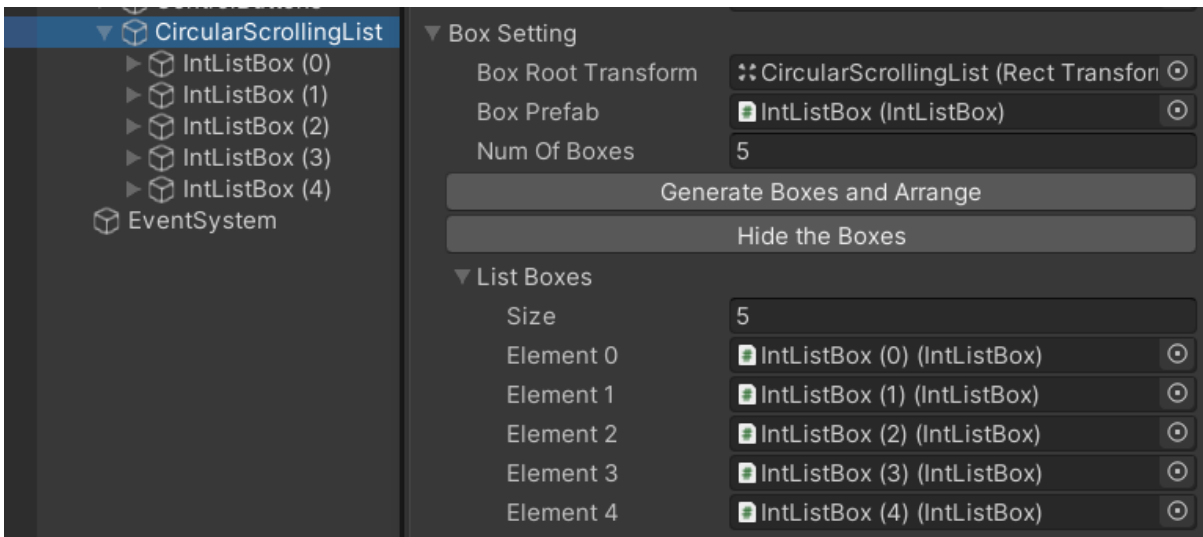 CircularScrollingList
IntListBox (0)
IntListBox (1)
IntListBox (2)
IntListBox (3)
IntListBox (4)
EventSystem
Box Setting
Box Root Transform CircularScrollingList (Rect Transfor
Box Prefab IntListBox (IntListBox)
Num Of Boxes 5
Generate Boxes and Arrange
Hide the Boxes
List Boxes
Size 5
Element 0 IntListBox (0) (IntListBox)
Element 1 IntListBox (1) (IntListBox)
Element 2 IntListBox (2) (IntListBox)
Element 3 IntListBox (3) (IntListBox)
Element 4 IntListBox (4) (IntListBox)